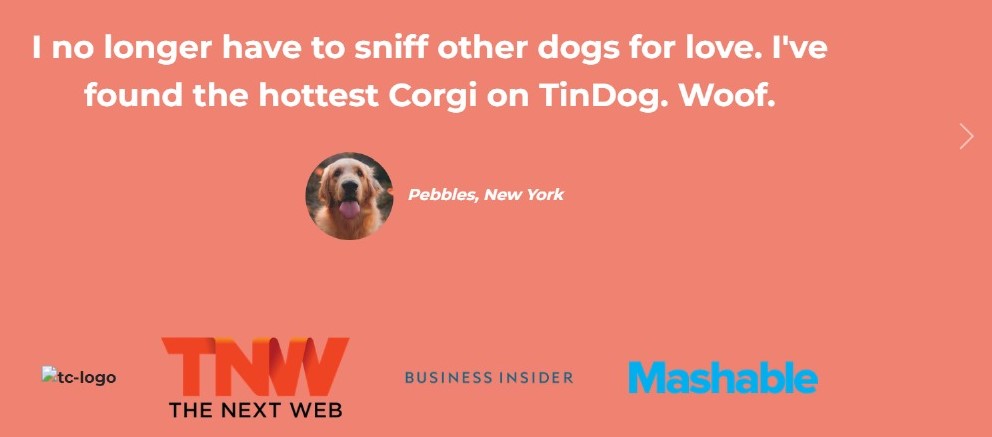 I no longer have to sniff other dogs for love. I've
found the hottest Corgi on TinDog. Woof.
Pebbles, New York
tc-logo
TNW
THE NEXT WEB
BUSINESS INSIDER
Mashable